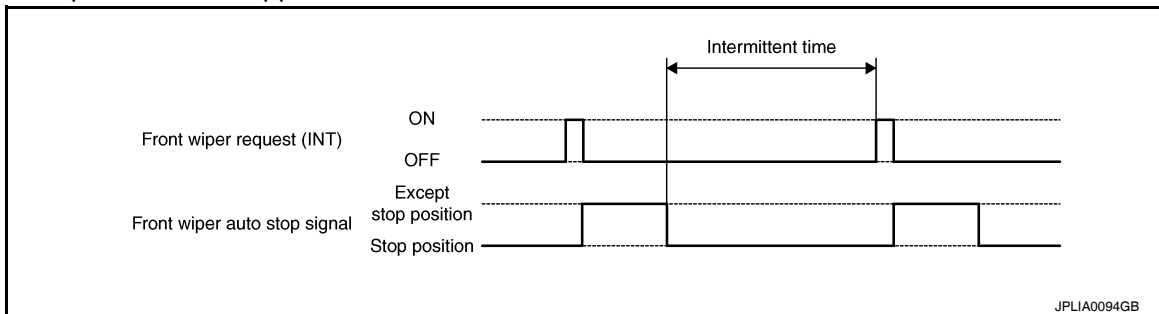 Intermittent time
ON
Front wiper request (INT)
OFF
Except
stop position
Front wiper auto stop signal
Stop position
JPLIA0094GB